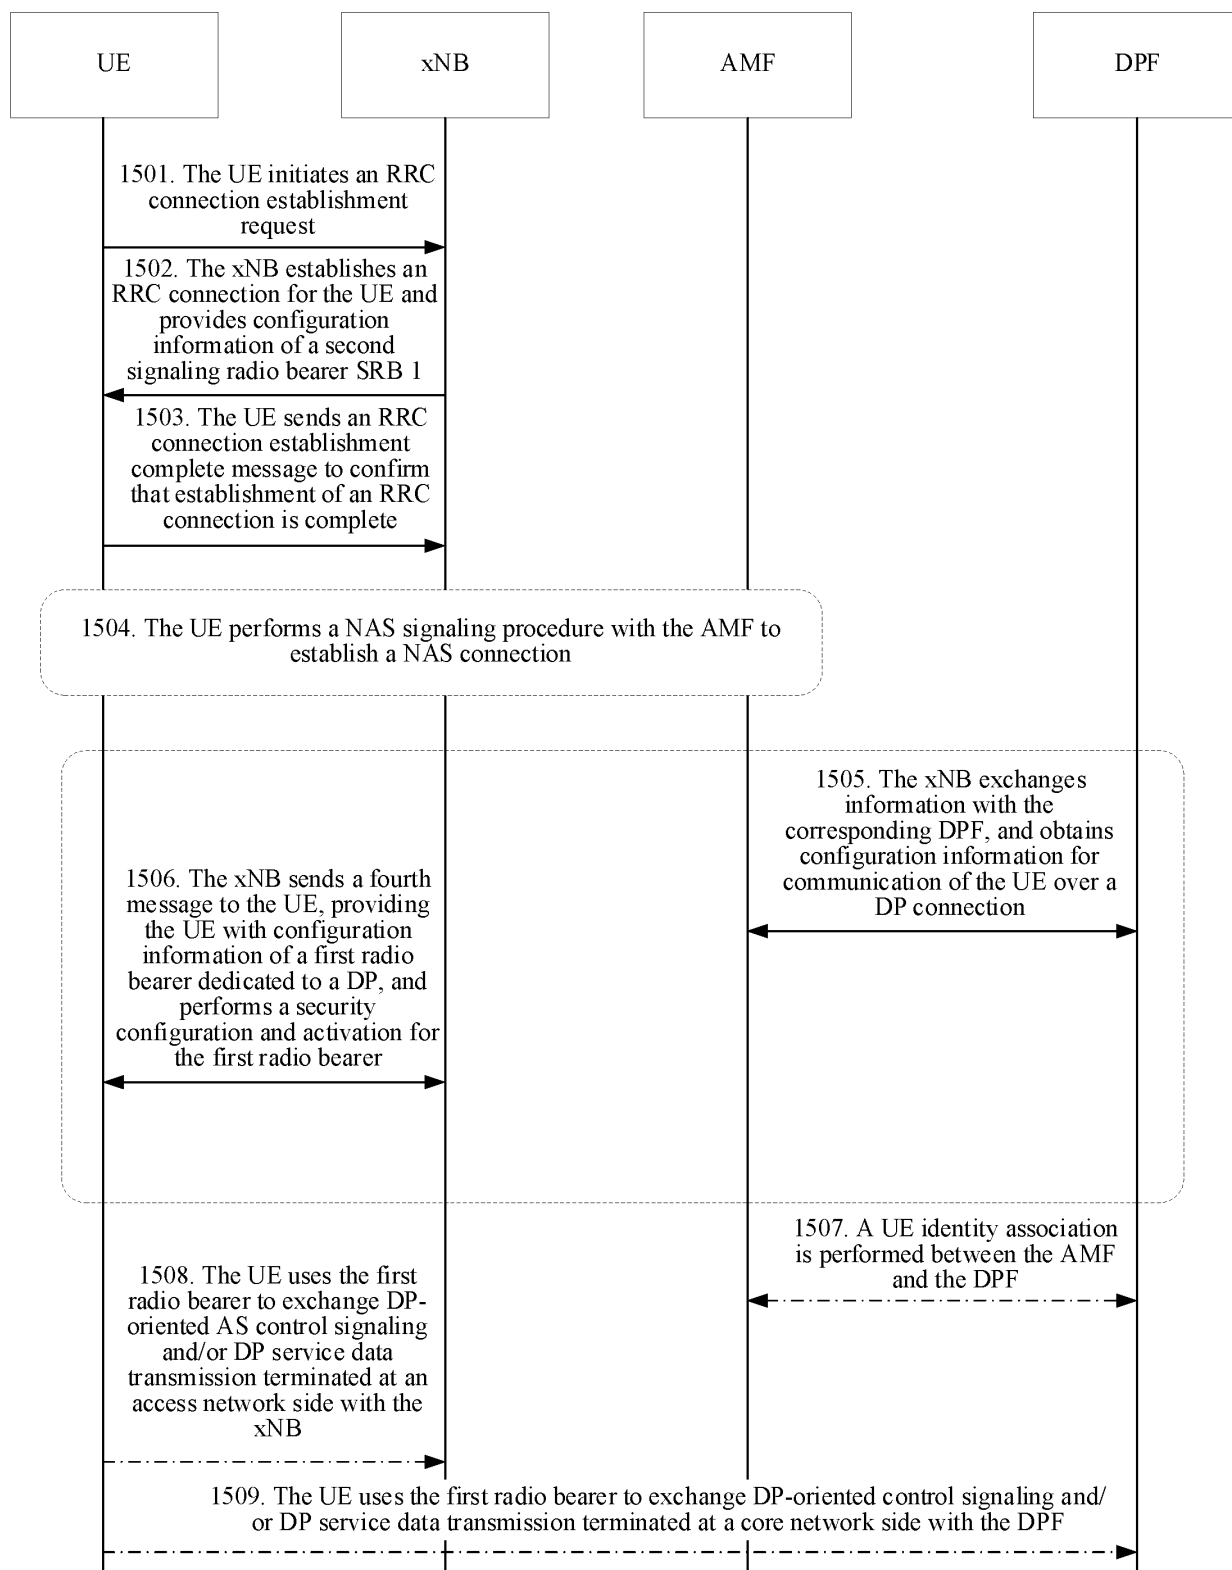 UE
xNB
AMF
DPF
1501. The UE initiates an RRC
connection establishment
request
1502. The xNB establishes an
RRC connection for the UE and
provides configuration
information of a second
signaling radio bearer SRB 1
1503. The UE sends an RRC
connection establishment
complete message to confirm
that establishment of an RRC
connection is complete
1504. The UE performs a NAS signaling procedure with the AMF to
establish a NAS connection
1505. The xNB exchanges
information with the
corresponding DPF, and obtains
configuration information for
communication of the UE over a
DP connection
1506. The xNB sends a fourth
message to the UE, providing
the UE with configuration
information of a first radio
bearer dedicated to a DP, and
performs a security
configuration and activation for
the first radio bearer
1507. A UE identity association
is performed between the AMF
and the DPF
1508. The UE uses the first
radio bearer to exchange DP-
oriented AS control signaling
and/or DP service data
transmission terminated at an
access network side with the
xNB
1509. The UE uses the first radio bearer to exchange DP-oriented control signaling and/
or DP service data transmission terminated at a core network side with the DPF